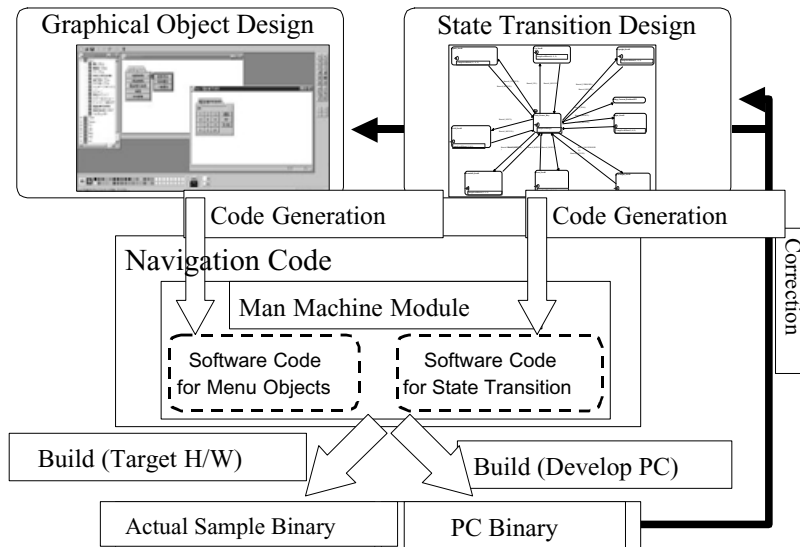 Graphical Object Design
State Transition Design
Code Generation
Code Generation
Navigation Code
Man Machine Module
Software Code
for Menu Objects
Software Code
for State Transition
Correction
Build (Target H/W)
Build (Develop PC)
Actual Sample Binary
PC Binary